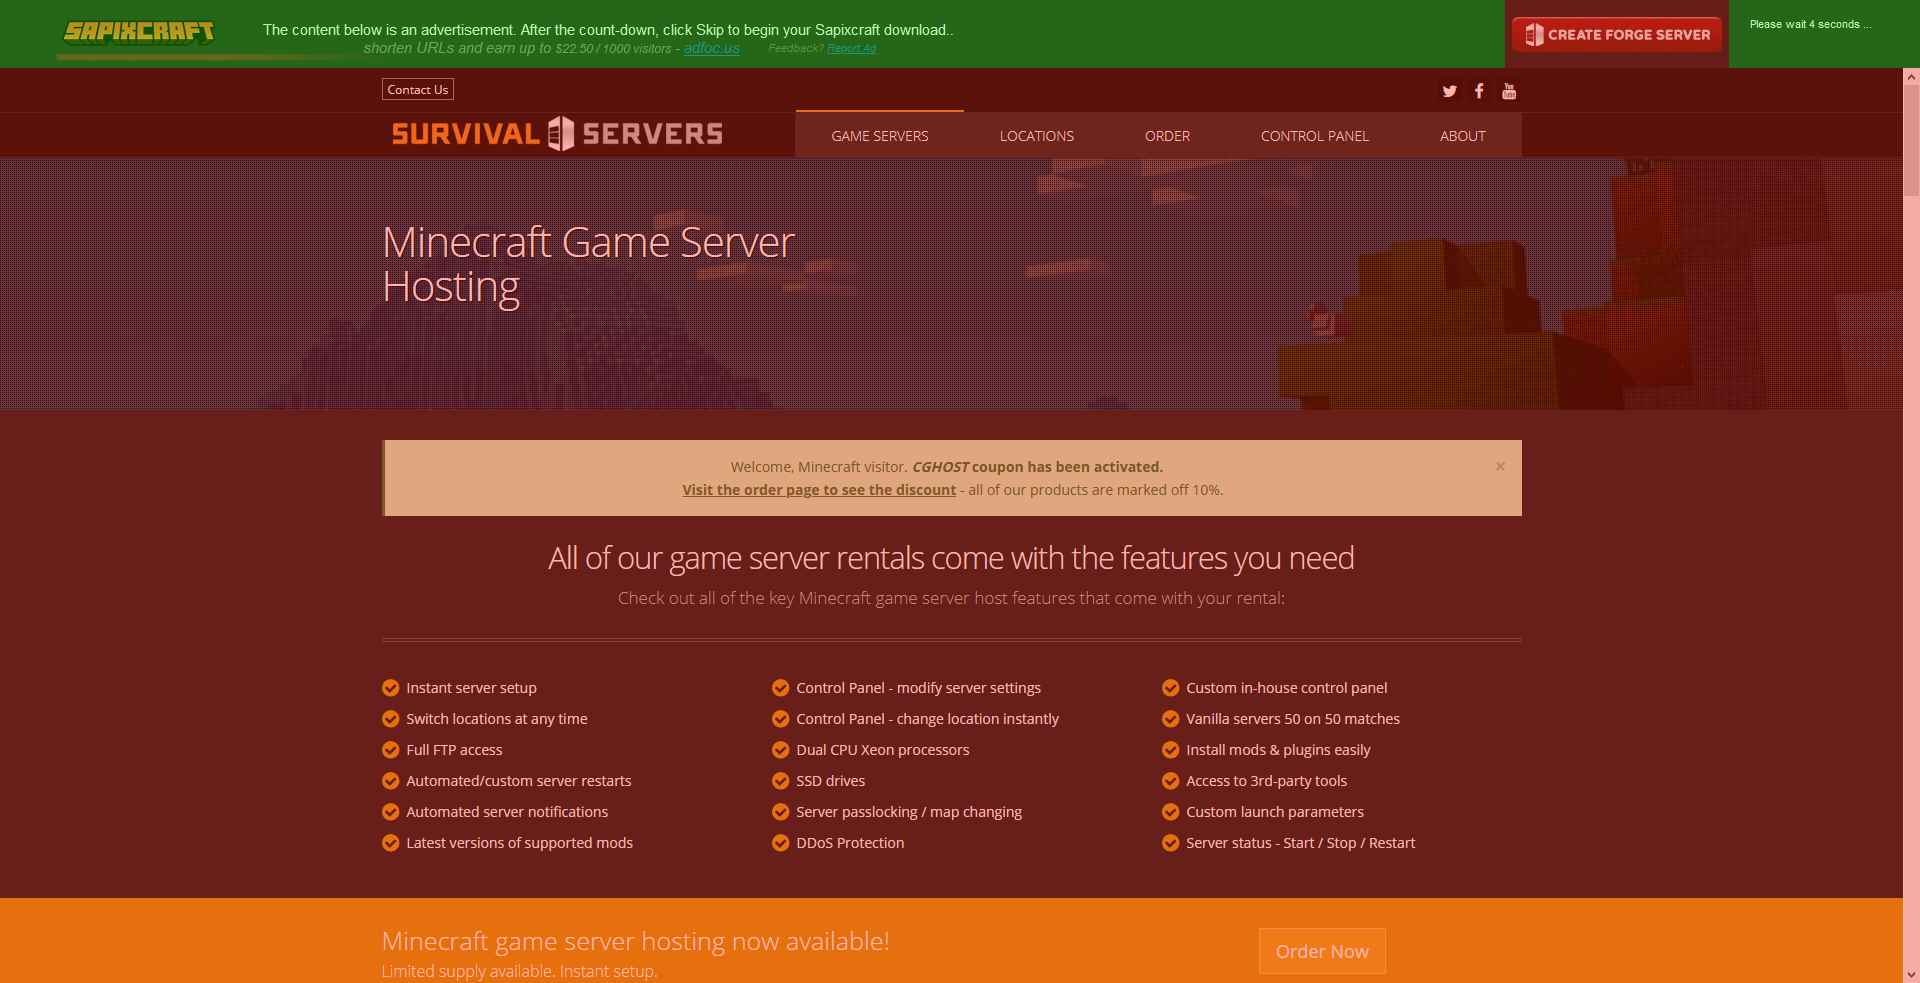 SAPIXCRAFT
The content below is an advertisement. After the count-down, click Skip to begin your Sapixcraft download..
shorten URLs and earn up to $22.50 / 1000 visitors - adfoc.us Feedback? Report Ad
CREATE FORGE SERVER
Please wait 4 seconds ...
Contact Us
You Tube
SURVIVAL SERVERS
GAME SERVERS
LOCATIONS
ORDER
CONTROL PANEL
ABOUT
Minecraft Game Server
Hosting
Welcome, Minecraft visitor. CGHOST coupon has been activated.
×
Visit the order page to see the discount - all of our products are marked off 10%.
All of our game server rentals come with the features you need
Check out all of the key Minecraft game server host features that come with your rental:
Instant server setup
Switch locations at any time
Full FTP access
Automated/custom server restarts
Automated server notifications
Latest versions of supported mods
Control Panel - modify server settings
Control Panel - change location instantly
Dual CPU Xeon processors
SSD drives
Server passlocking / map changing
DDoS Protection
Custom in-house control panel
Vanilla servers 50 on 50 matches
Install mods & plugins easily
Access to 3rd-party tools
Custom launch parameters
Server status - Start / Stop / Restart
Minecraft game server hosting now available!
Limited supply available. Instant setup.
Order Now